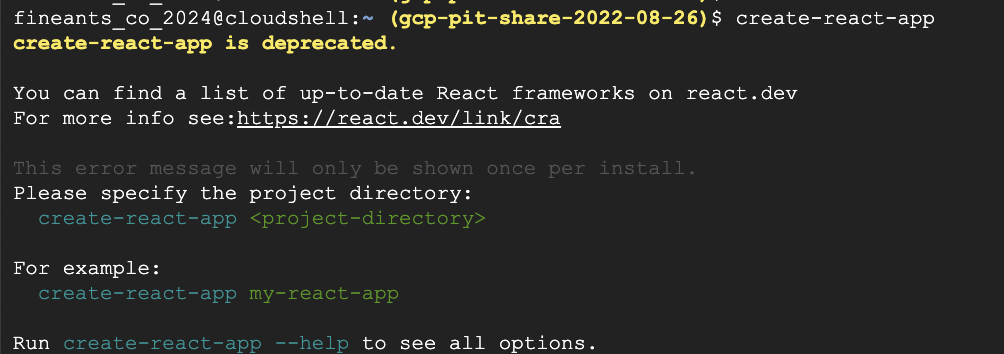 fineants_co_2024@cloudshell:~ (gcp-pit-share-2022-08-26)$ create-react-app
create-react-app is deprecated.
You can find a list of up-to-date React frameworks on react.dev
For more info see:https://react.dev/link/cra
This error message will only be shown once per install.
Please specify the project directory:
create-react-app <project-directory>
For example:
create-react-app my-react-app
Run create-react-app --help to see all options.